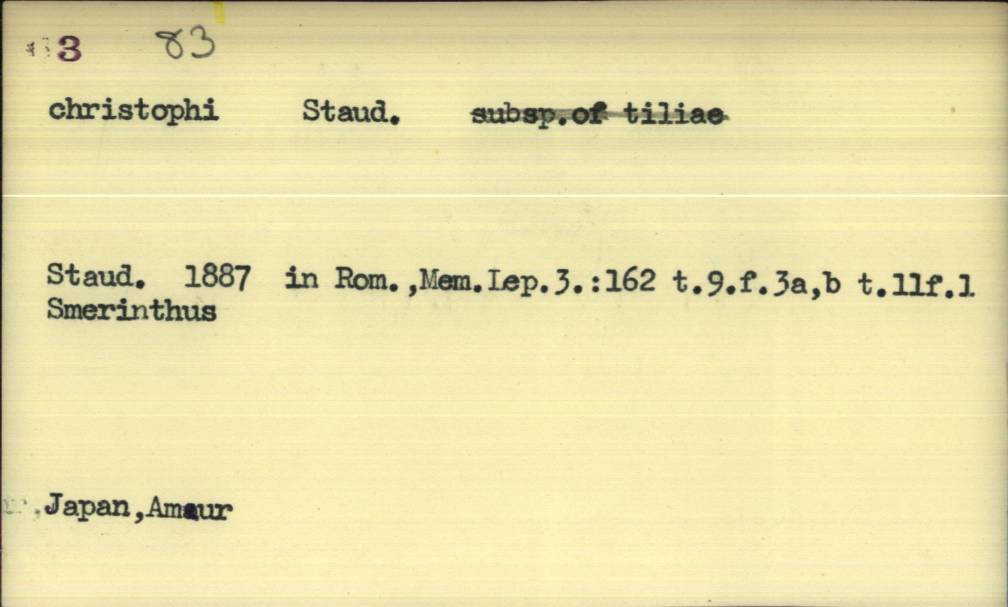 3 83
christophi Staud. subsp.of tiliae
Staud. 1887 in Rom.,Mem.Lep.3.:162 t.9.f.3a,b t.11f.1
Smerinthus
Japan,Amaur